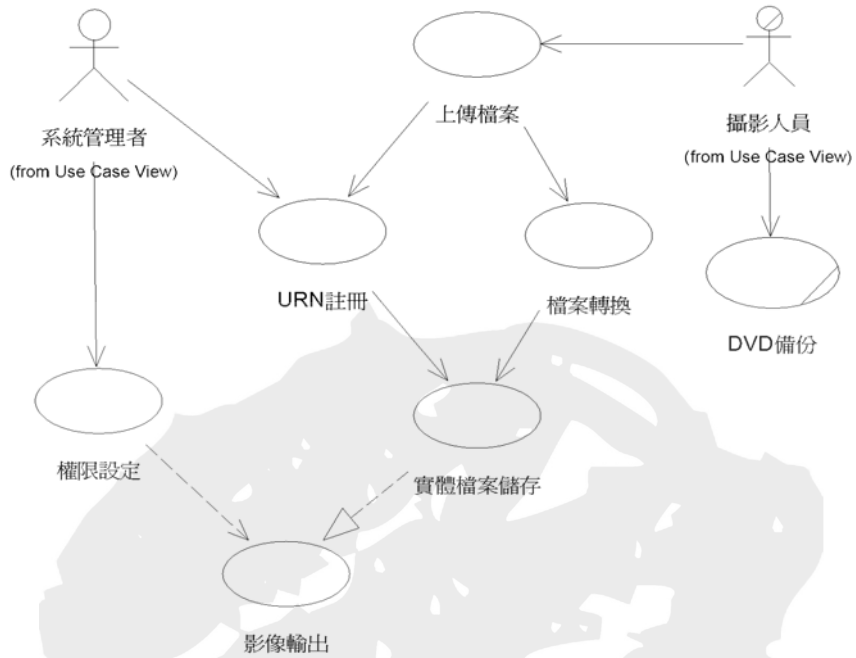 上傳檔案
系統管理者
(from Use Case View)
攝影人員
(from Use Case View)
URN註冊
檔案轉換
DVD備份
權限設定
實體檔案儲存
影像輸出